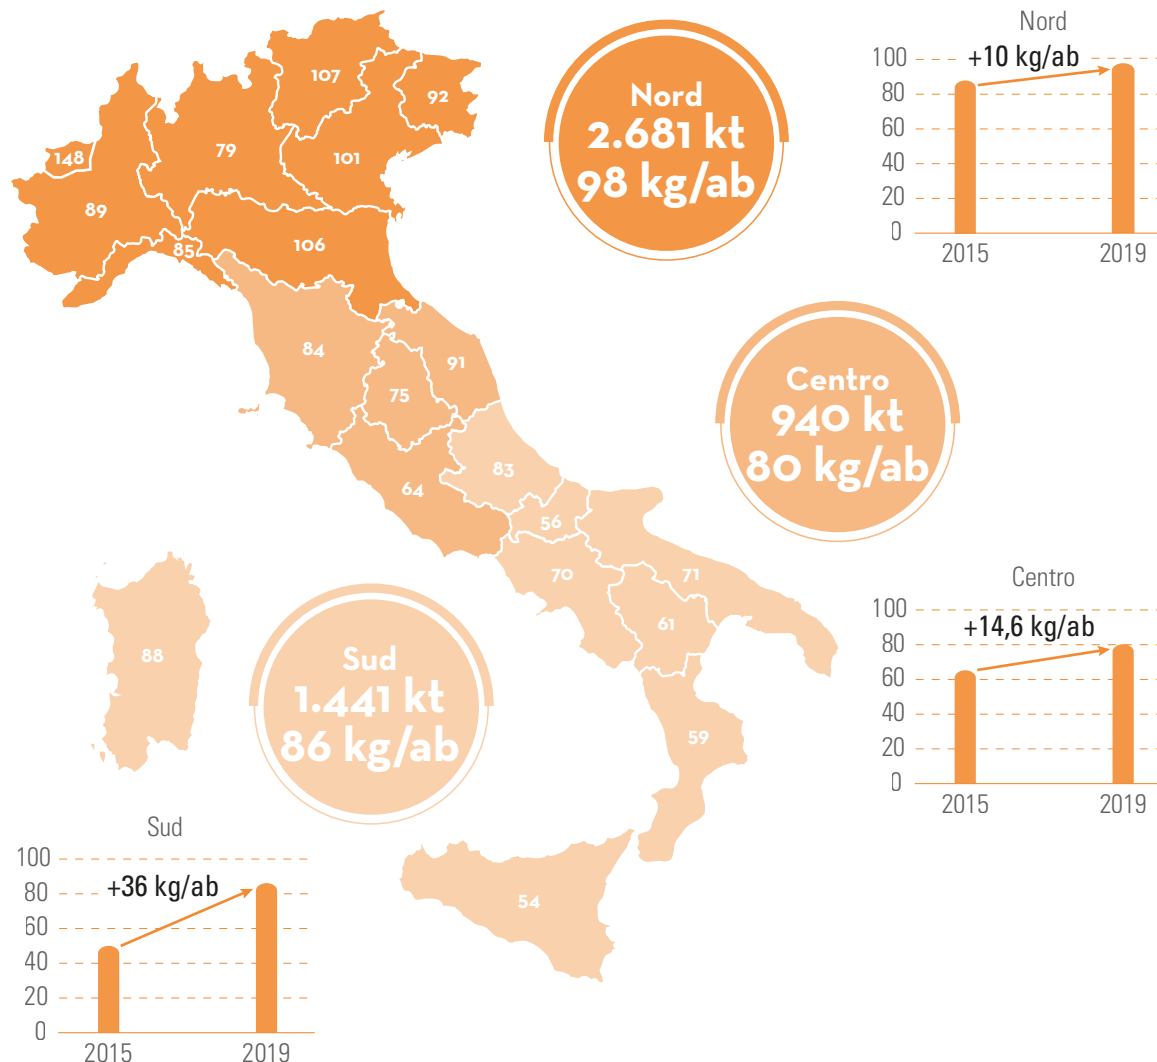 Nord
2.681 kt
98 kg/ab
Nord
100
+10 kg/ab
80
60
40
20
0
2015 2019
107
92
79
101
148
89
106
85
84
91
75
83
64
56
70
71
61
88
59
54
Centro
940 kt
80 kg/ab
Centro
100
+14,6 kg/ab
80
60
40
20
0
2015 2019
Sud
1.441 kt
86 kg/ab
Sud
100
+36 kg/ab
80
60
40
20
0
2015 2019